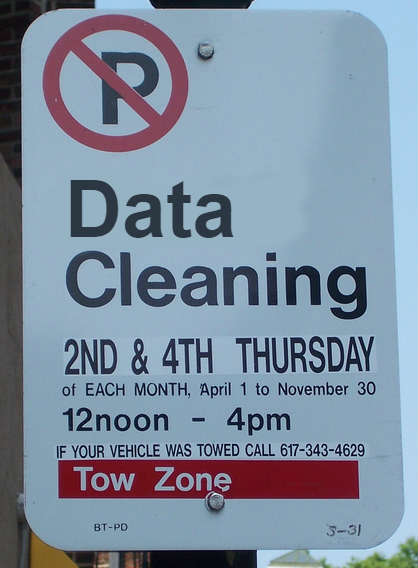 P
Data
Cleaning
2ND & 4TH THURSDAY
of EACH MONTH, April 1 to November 30
12noon - 4pm
IF YOUR VEHICLE WAS TOWED CALL 617-343-4629
Tow Zone
BT-PD
3-31